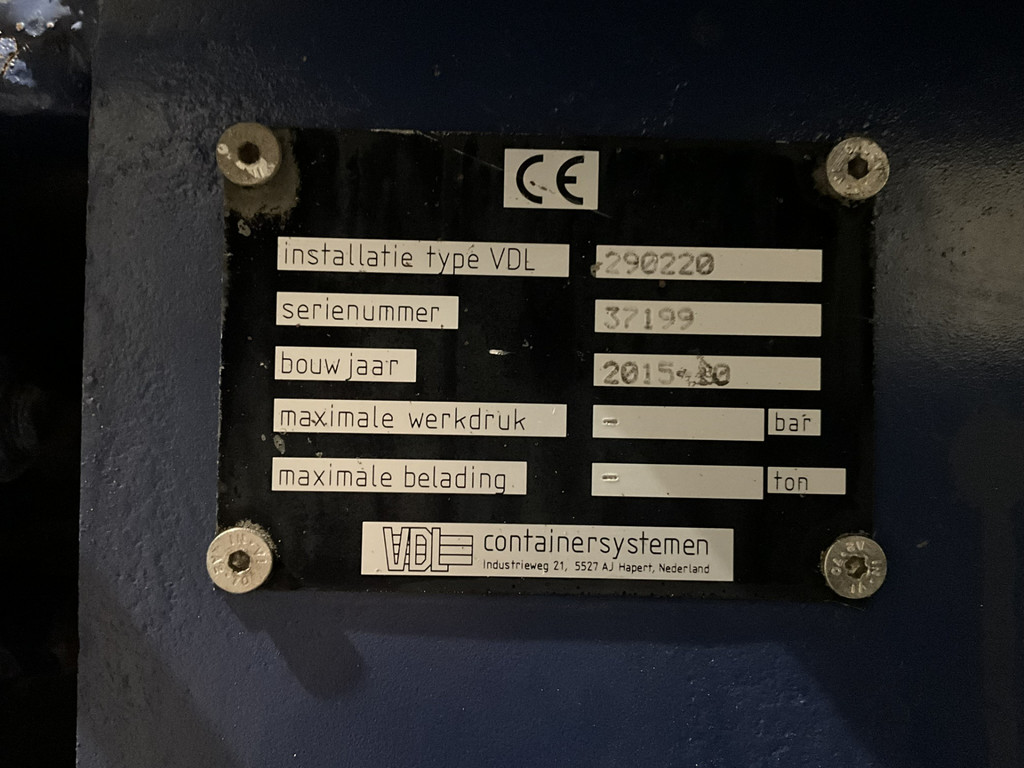 CE
installatie type VDL -290220
serienummer 37199
bouwjaar 2015-
maximale werkdruk - bar
maximale belading - ton
VDL containersystemen
Industrieweg 21, 5527 AJ Hapert, Nederland